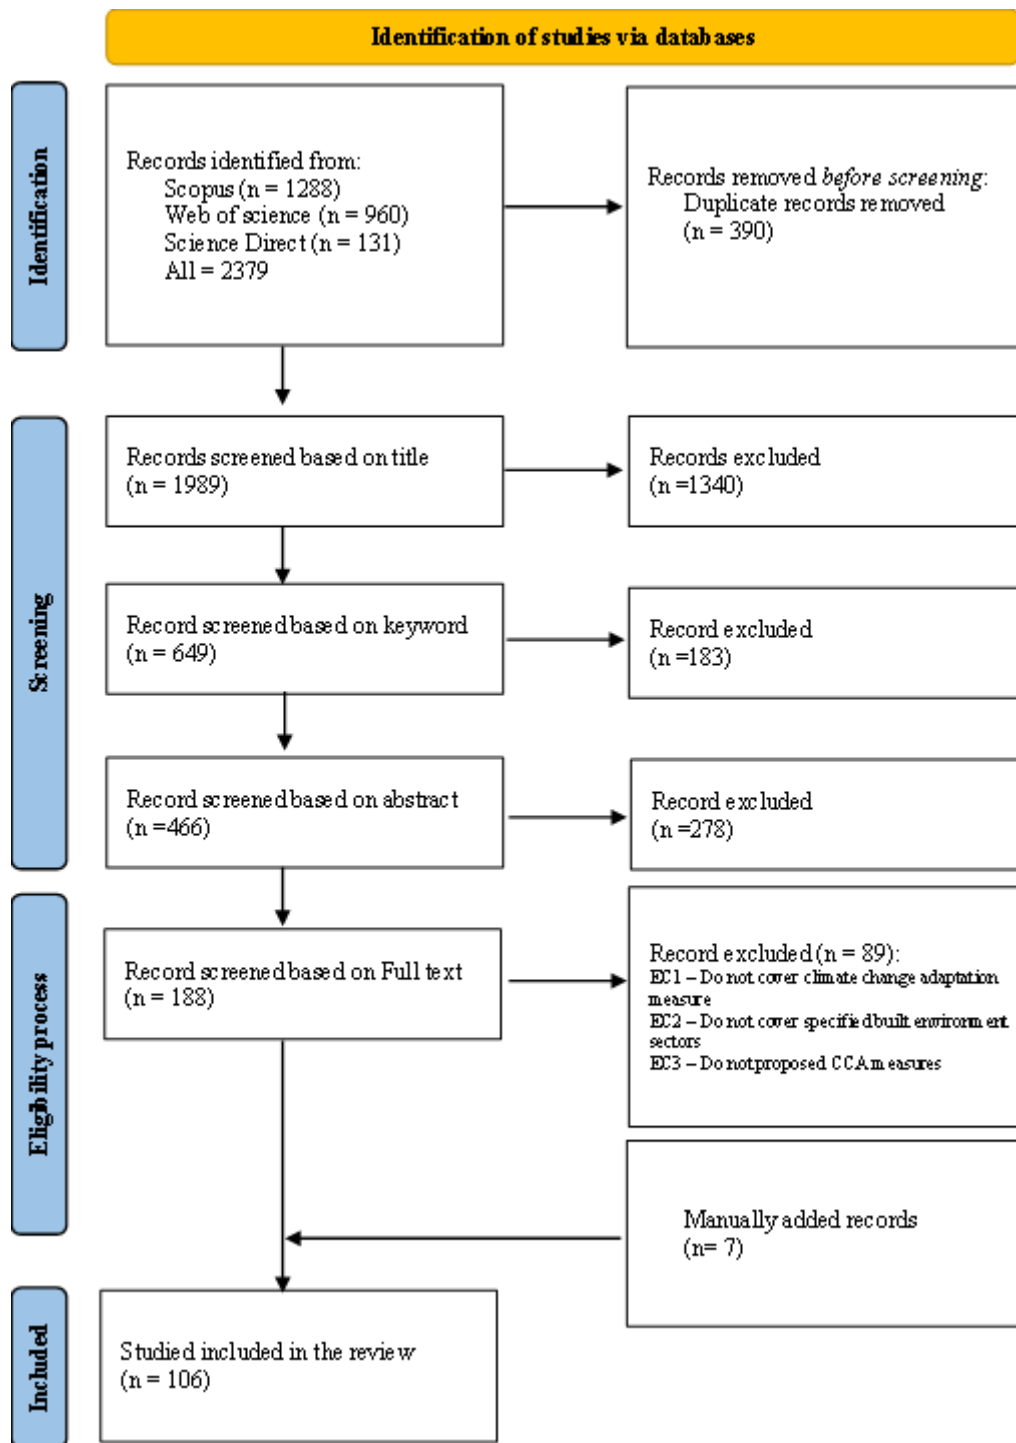 Identification of studies via databases
Identification
Records identified from:
Scopus (n = 1288)
Web of science (n = 960)
Science Direct (n = 131)
All = 2379
Records removed before screening:
Duplicate records removed
(n = 390)
Screening
Records screened based on title
(n = 1989)
Records excluded
(n =1340)
Record screened based on keyword
(n = 649)
Record excluded
(n =183)
Record screened based on abstract
(n =466)
Record excluded
(n =278)
Eligibility process
Record screened based on Full text
(n = 188)
Record excluded (n = 89):
EC1 – Do not cover climate change adaptation
measure
EC2 – Do not cover specified built environment
sectors
EC3 – Do not proposed CCA measures
Manually added records
(n= 7)
Included
Studied included in the review
(n = 106)